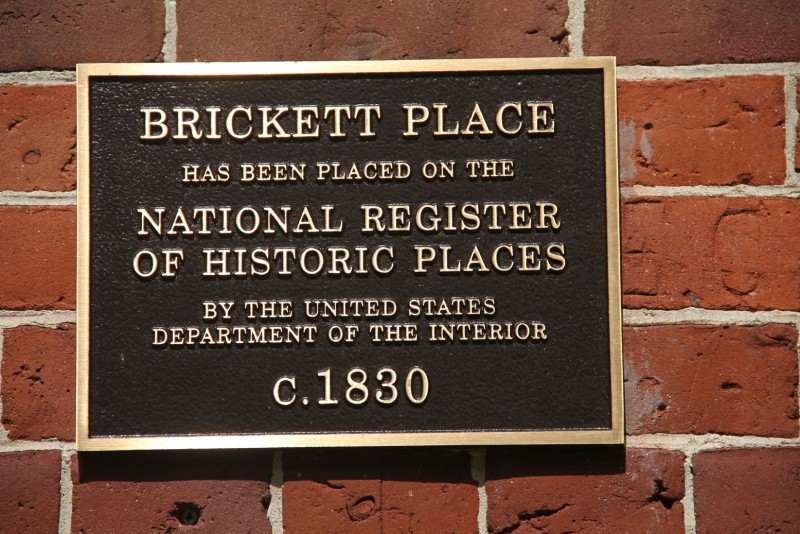 BRICKETT PLACE
HAS BEEN PLACED ON THE
NATIONAL REGISTER
OF HISTORIC PLACES
BY THE UNITED STATES
DEPARTMENT OF THE INTERIOR
C.1830